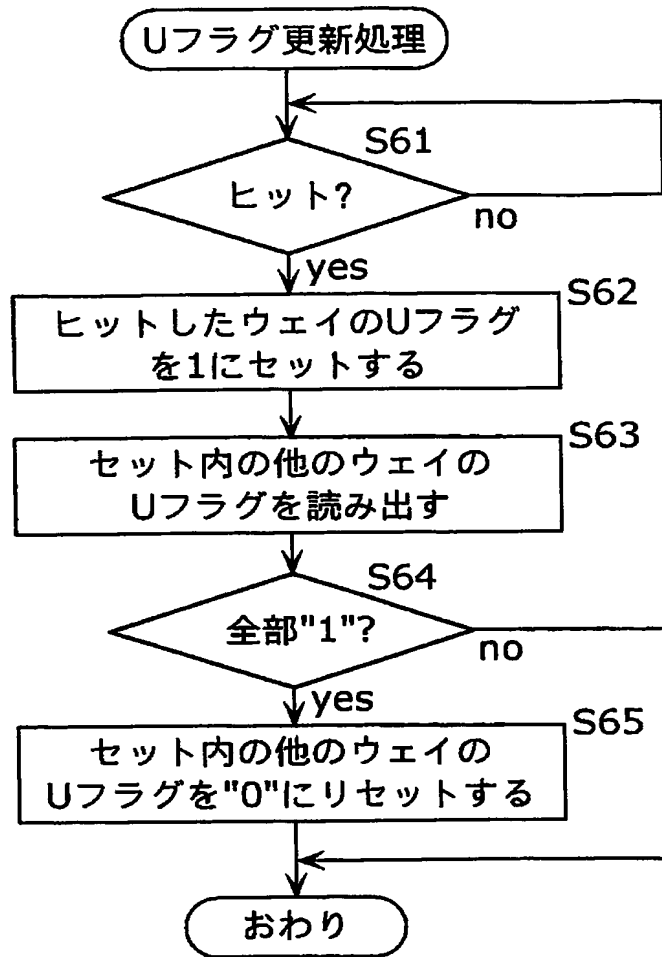 Uフラグ更新処理
S61
ヒット?
no
yes
S62
ヒットしたウェイのUフラグ
を1にセットする
S63
セット内の他のウェイの
Uフラグを読み出す
S64
全部"1"?
no
yes
S65
セット内の他のウェイの
Uフラグを"0"にリセットする
おわり